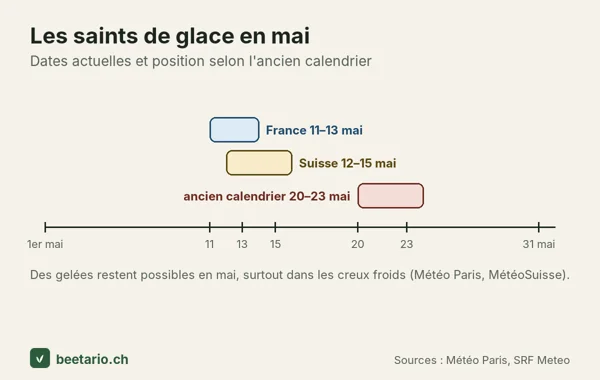 Les saints de glace en mai
Dates actuelles et position selon l'ancien calendrier
France 11–13 mai
Suisse 12–15 mai
ancien calendrier 20–23 mai
1er mai 11 13 15 20 23 31 mai
Des gelées restent possibles en mai, surtout dans les creux froids (Météo Paris, MétéoSuisse).
beetario.ch
Sources : Météo Paris, SRF Meteo